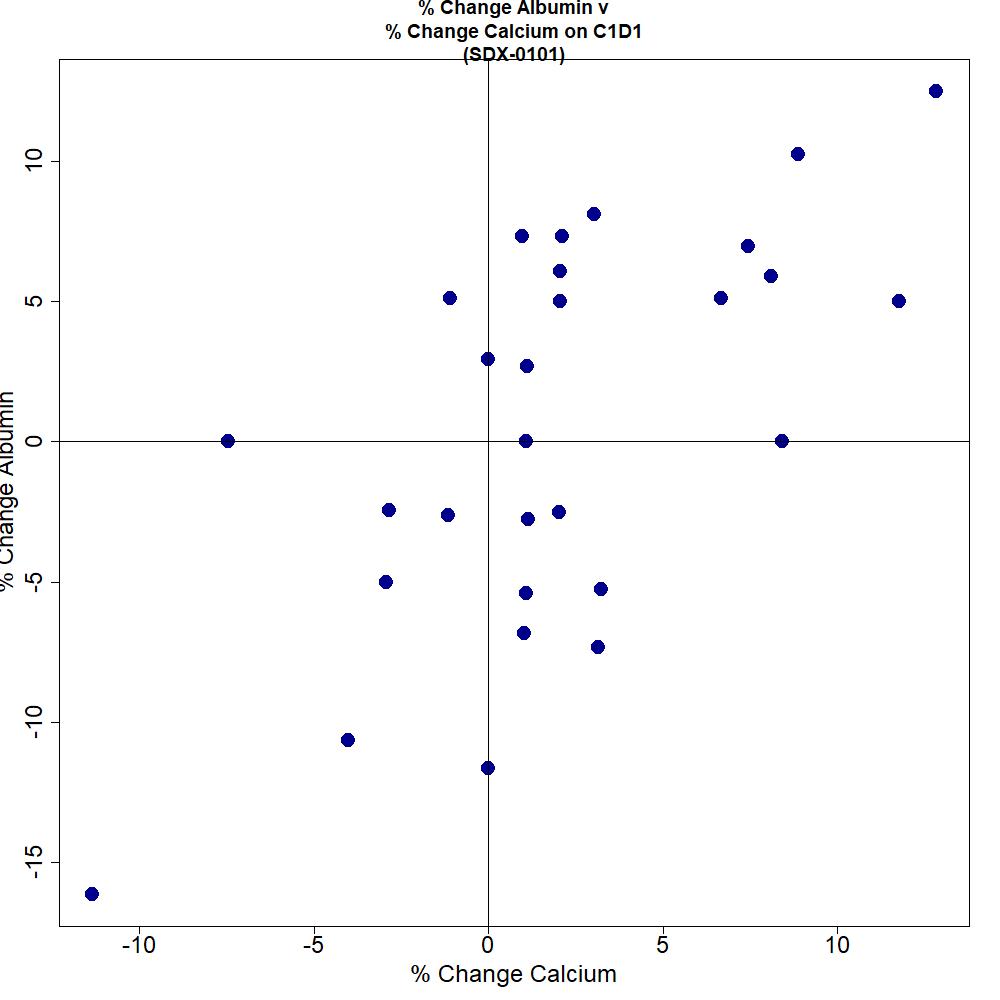 % Change Albumin v
% Change Calcium on C1D1
(SDX-0101)
% Change Albumin
10
5
0
-5
-10
-15
-10
-5
0
5
10
% Change Calcium